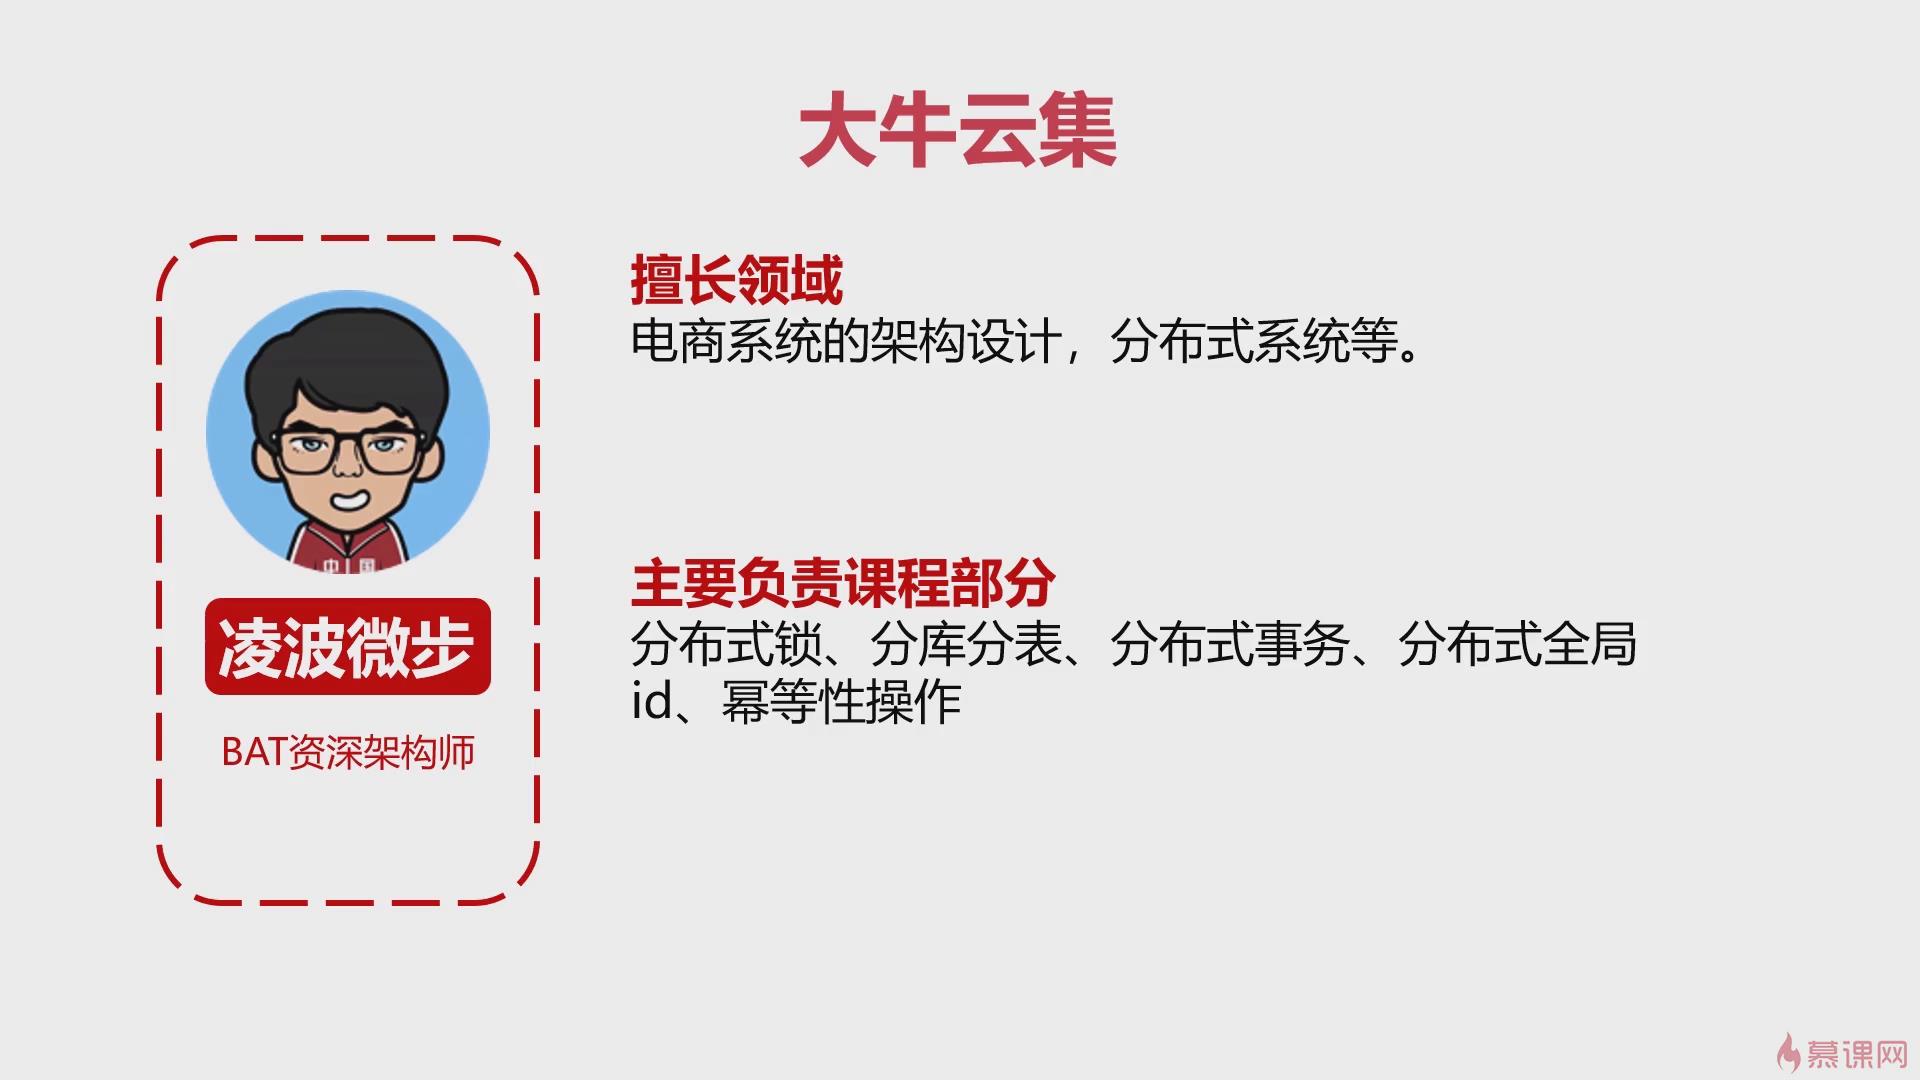 大牛云集
擅长领域
电商系统的架构设计，分布式系统等。
中国
凌波微步
BAT资深架构师
主要负责课程部分
分布式锁、分库分表、分布式事务、分布式全局
id、幂等性操作
慕课网